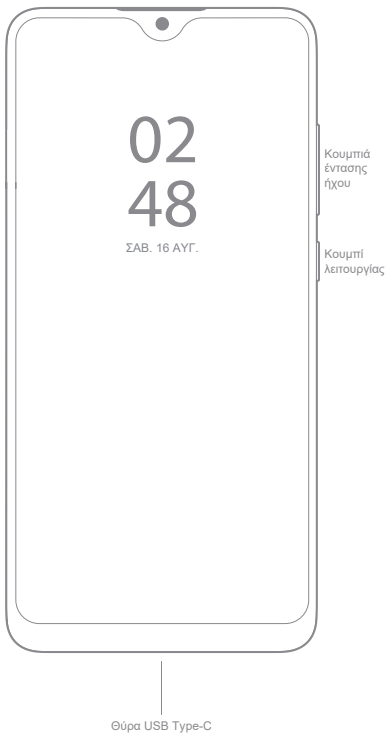 02
48
ΣΑΒ. 16 ΑΥΓ.
Κουμπιά
έντασης
ήχου
Κουμπί
λειτουργίας
Θύρα USB Type-C